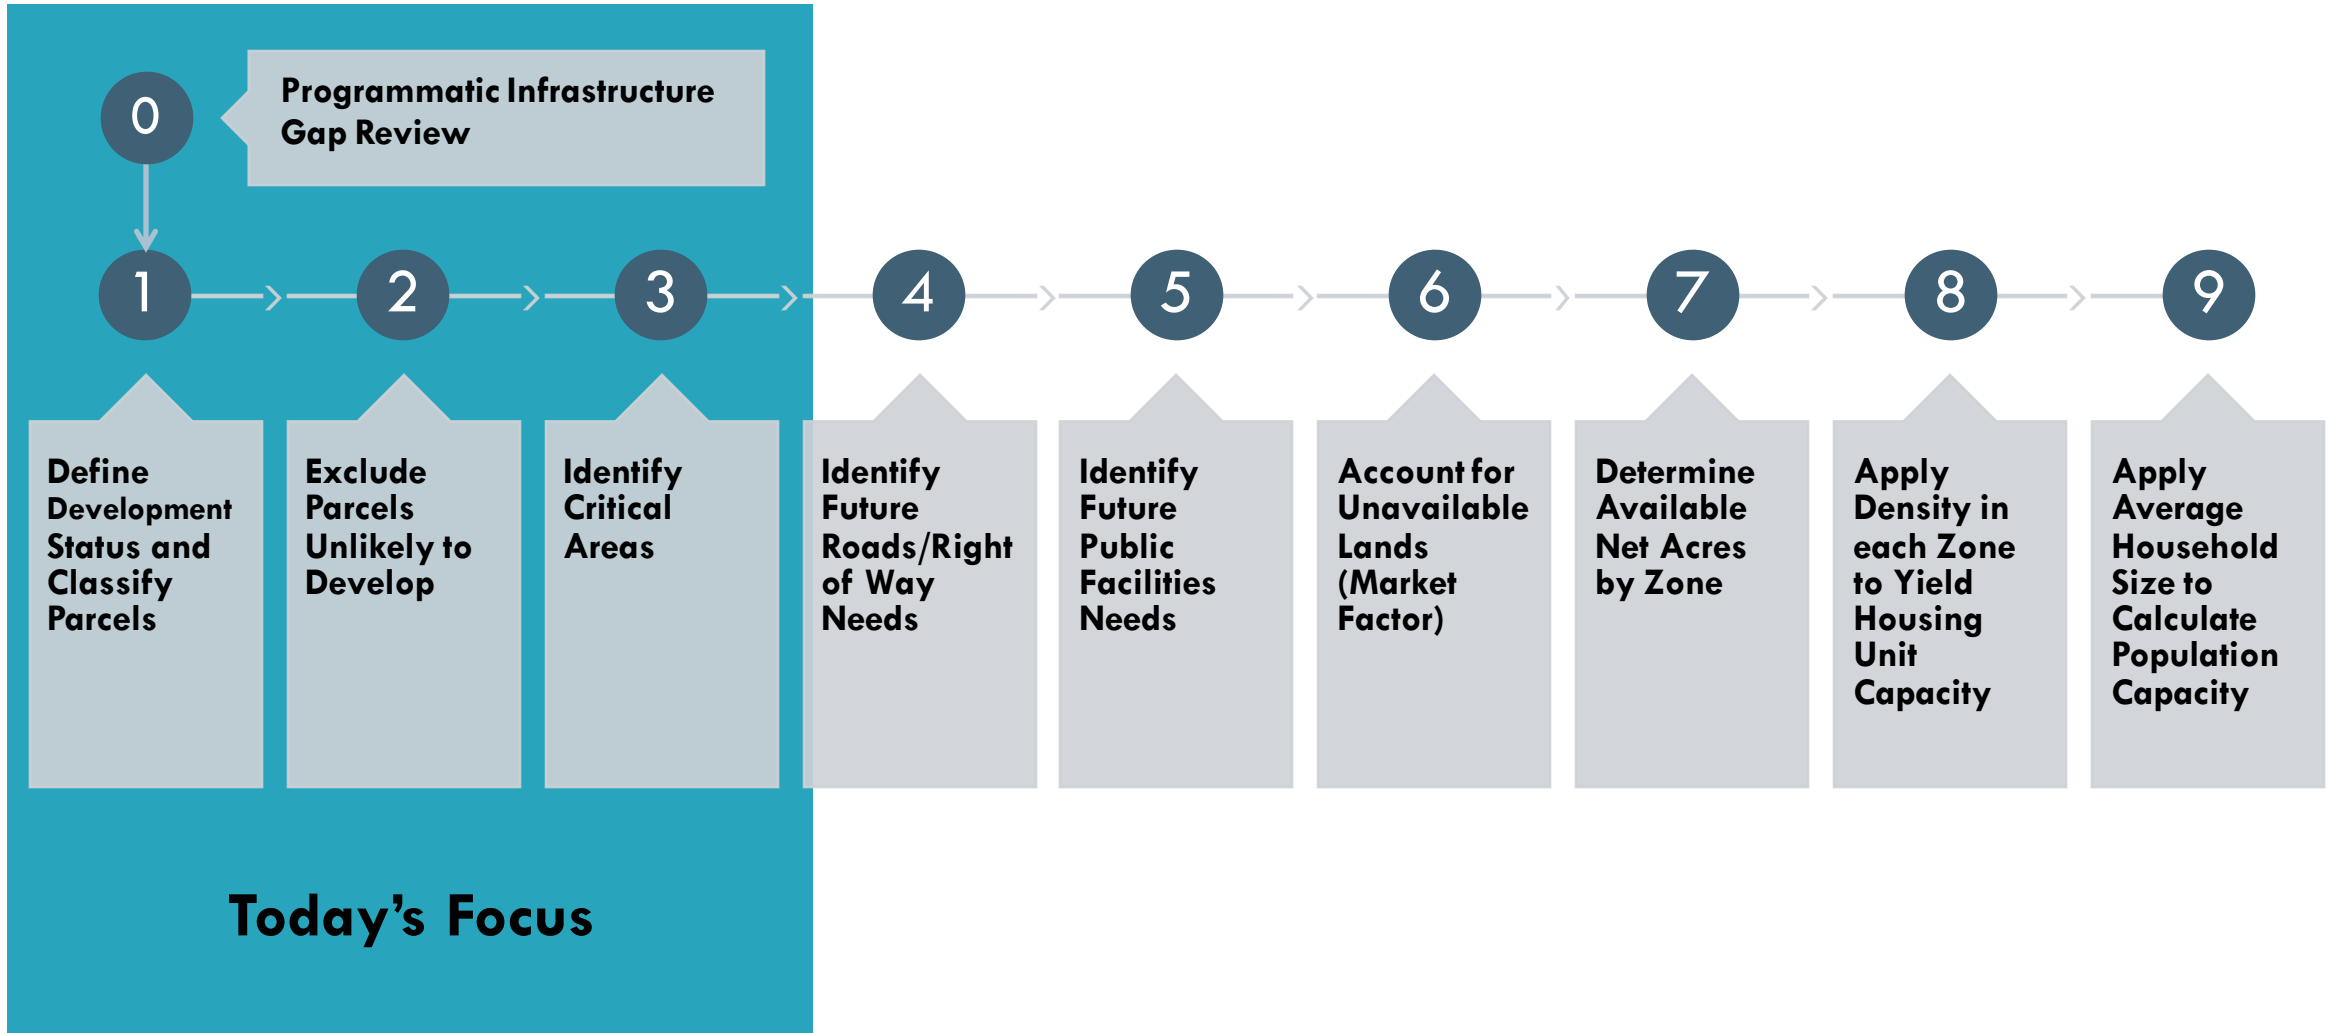 0
Programmatic Infrastructure
Gap Review
1
2
3
4
5
6
7
8
9
Define
Development
Status and
Classify
Parcels
Exclude
Parcels
Unlikely to
Develop
Identify
Critical
Areas
Identify
Future
Roads/Right
of Way
Needs
Identify
Future
Public
Facilities
Needs
Account for
Unavailable
Lands
(Market
Factor)
Determine
Available
Net Acres
by Zone
Apply
Density in
each Zone
to Yield
Housing
Unit
Capacity
Apply
Average
Household
Size to
Calculate
Population
Capacity
Today’s Focus